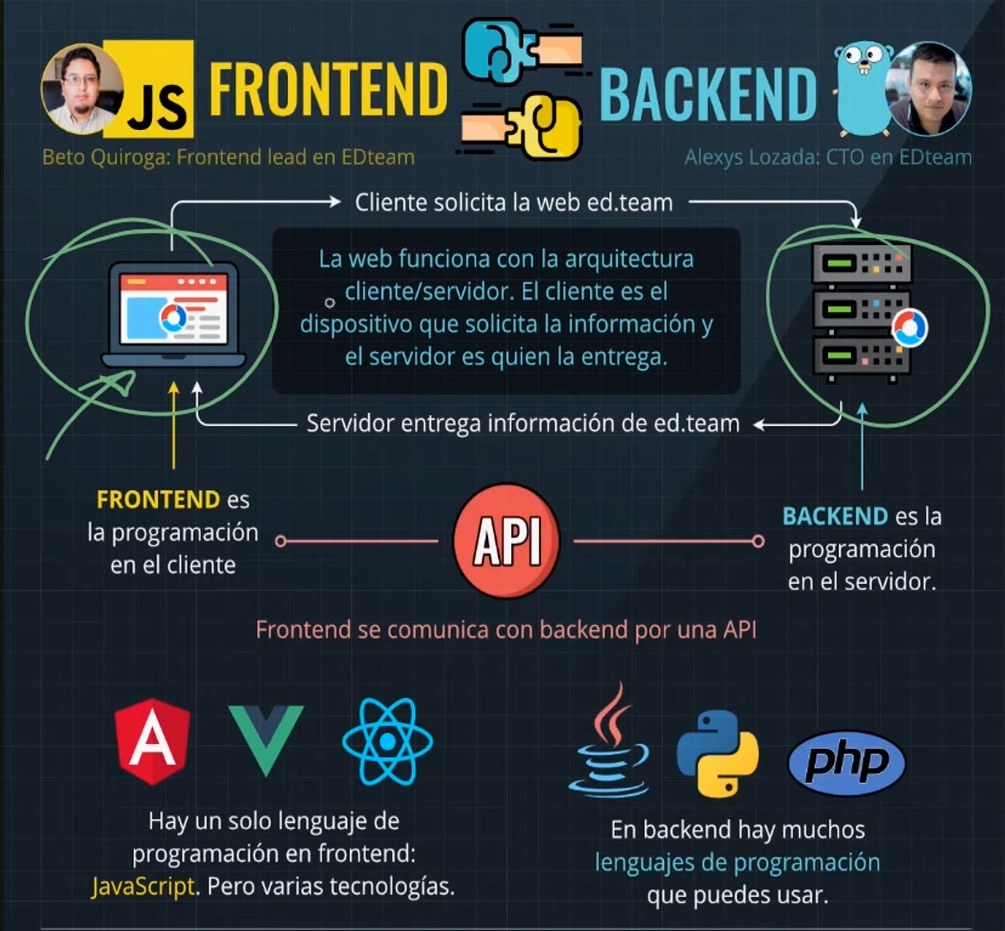 JS
FRONTEND
BACKEND
Beto Quiroga: Frontend lead en EDteam
Alexys Lozada: CTO en EDteam
Cliente solicita la web ed.team
La web funciona con la arquitectura
cliente/servidor. El cliente es el
dispositivo que solicita la información y
el servidor es quien la entrega.
Servidor entrega información de ed.team
FRONTEND es
la programación
en el cliente
API
BACKEND es la
programación
en el servidor.
Frontend se comunica con backend por una API
A
php
Hay un solo lenguaje de
programación en frontend:
JavaScript. Pero varias tecnologías.
En backend hay muchos
lenguajes de programación
que puedes usar.